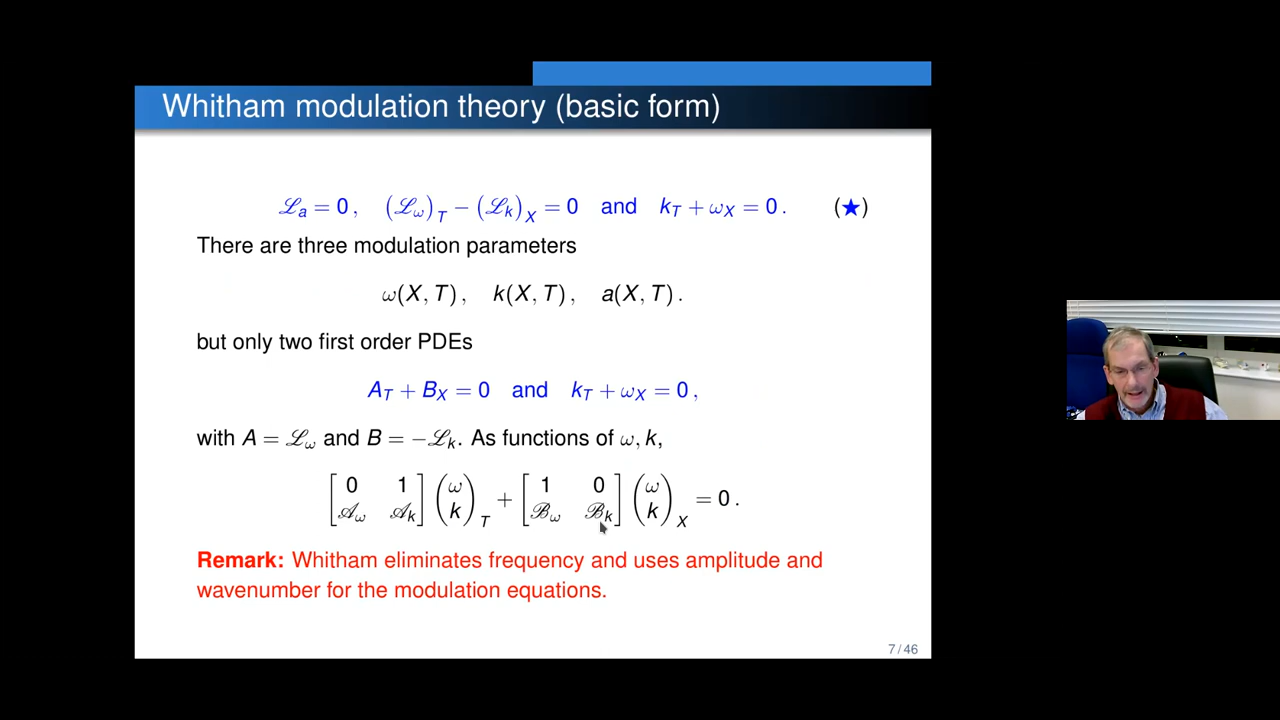 Whitham modulation theory (basic form)
ℒₐ = 0 , (ℒ_ω)_T − (ℒ_k)_X = 0 and k_T + ω_X = 0 . (★)
There are three modulation parameters
ω(X, T) , k(X, T) , a(X, T) .
but only two first order PDEs
A_T + B_X = 0 and k_T + ω_X = 0 ,
with A = ℒ_ω and B = −ℒ_k. As functions of ω, k,
[0 1; 𝒜_ω 𝒜_k] (ω; k)_T + [1 0; ℬ_ω ℬ_k] (ω; k)_X = 0 .
Remark: Whitham eliminates frequency and uses amplitude and
wavenumber for the modulation equations.
7 / 46